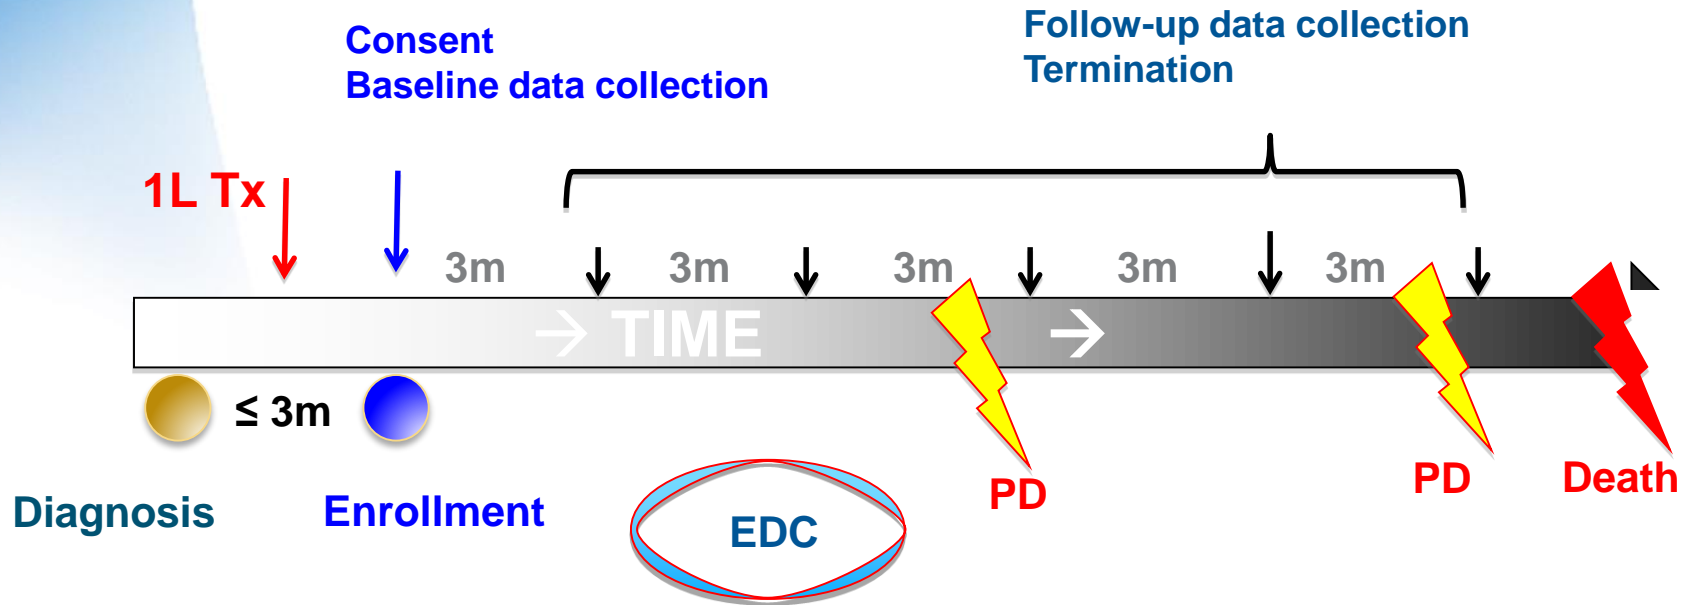 Consent
Baseline data collection
Follow-up data collection
Termination
1L Tx
3m
3m
3m
3m
3m
→ TIME →
≤ 3m
Diagnosis
Enrollment
EDC
PD
PD
Death